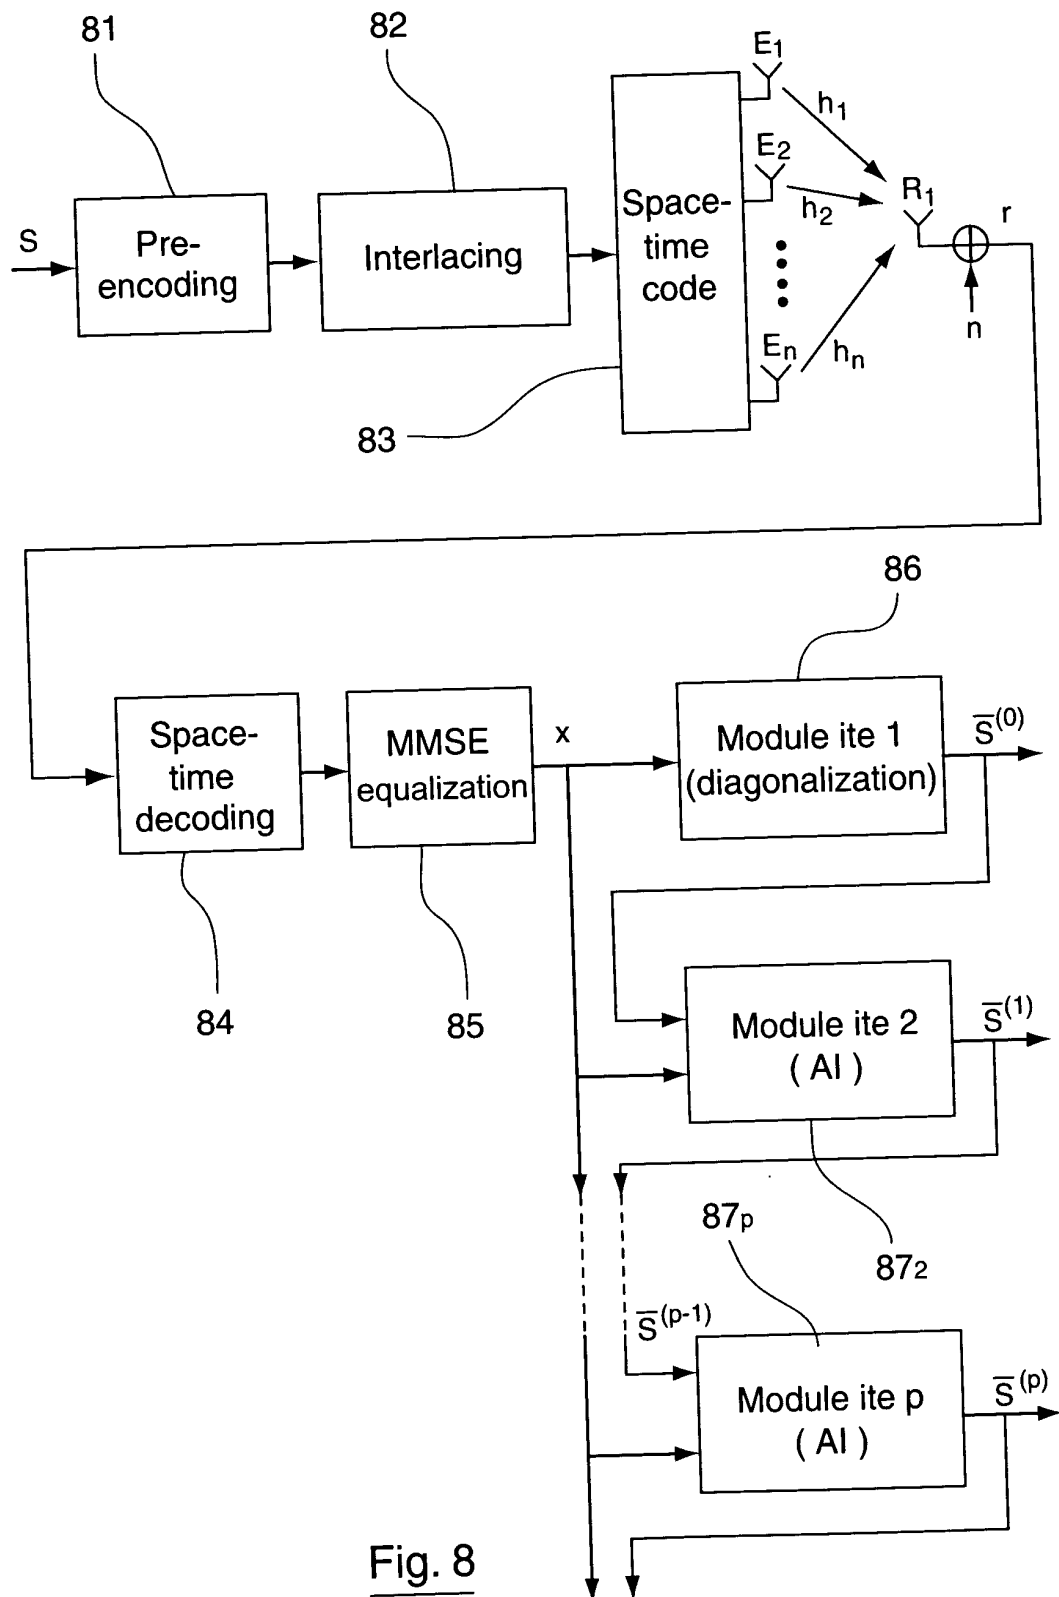 81
82
E1
h1
E2
h2
R1
r
S
Pre-
encoding
Interlacing
Space-
time
code
n
En
hn
83
86
Space-
time
decoding
MMSE
equalization
x
Module ite 1
(diagonalization)
S̅(0)
84
85
Module ite 2
( AI )
S̅(1)
87p
872
S̅(p-1)
Module ite p
( AI )
S̅(p)
Fig. 8